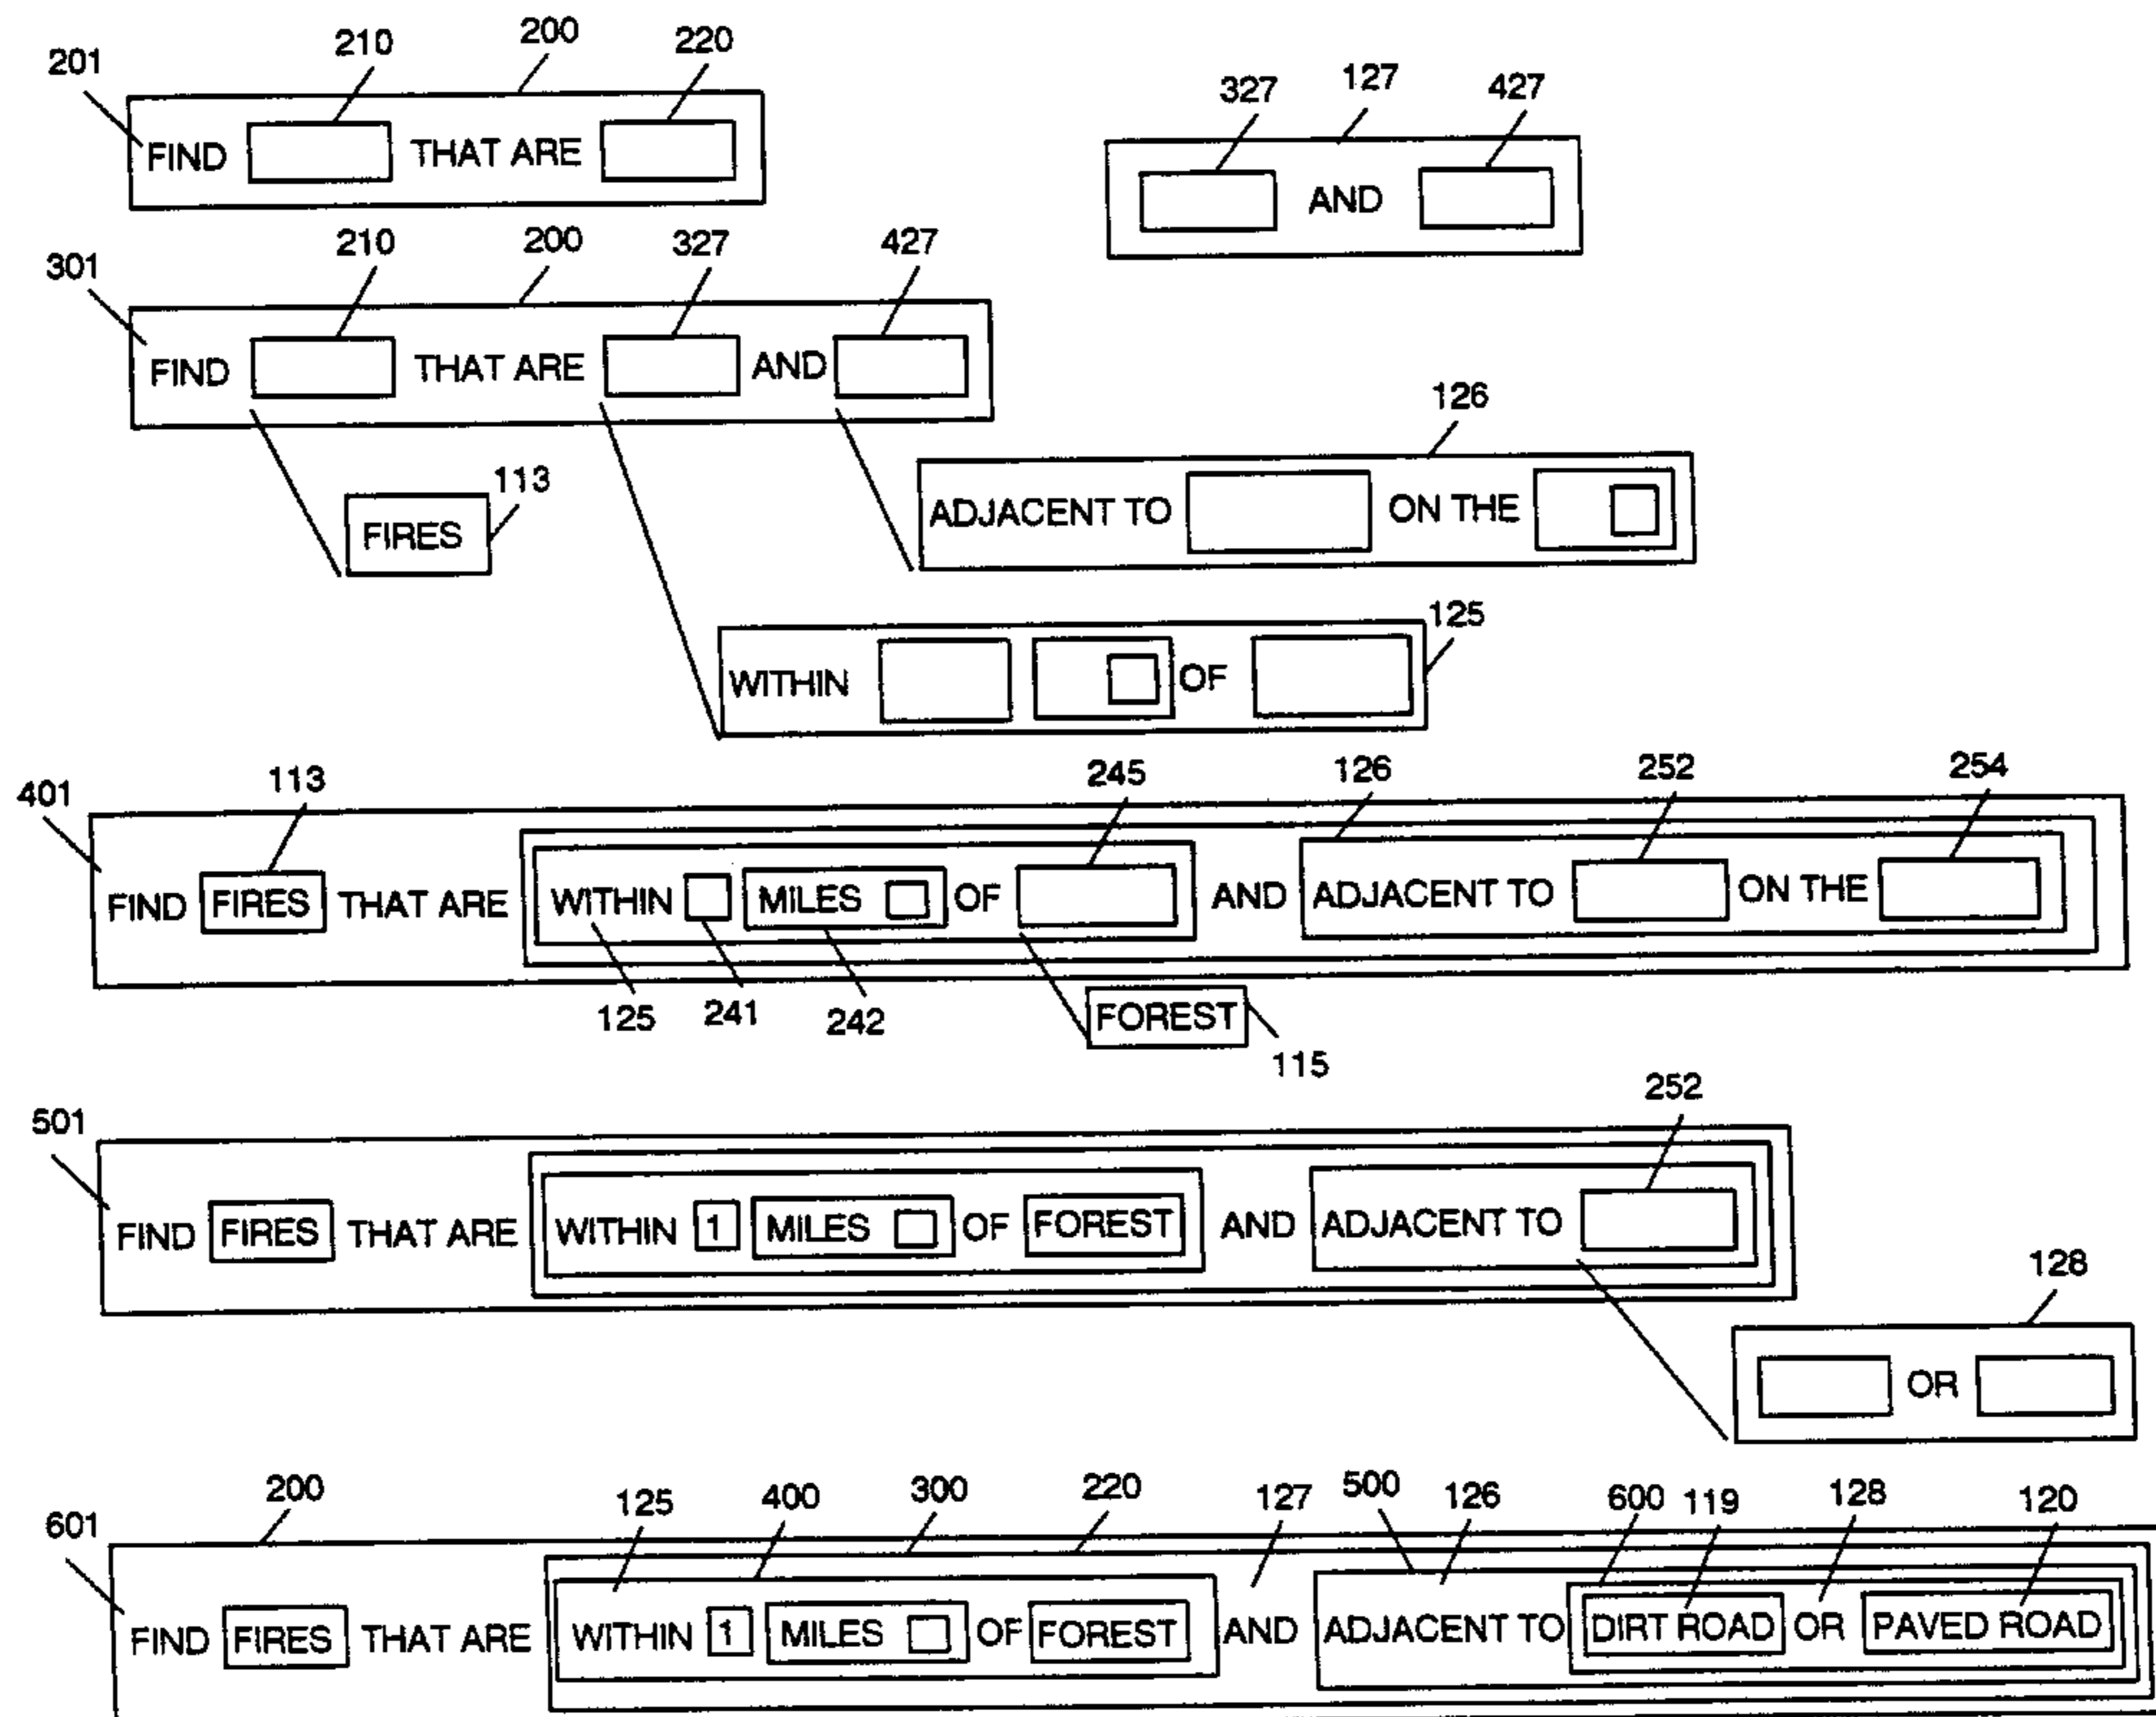 201 210 200 220
FIND THAT ARE
327 127 427
AND
301 210 200 327 427
FIND THAT ARE AND
126
ADJACENT TO ON THE
113
FIRES
125
WITHIN OF
401 113 245 126 252 254
FIND FIRES THAT ARE WITHIN MILES OF AND ADJACENT TO ON THE
125 241 242
FOREST
115
501 252
FIND FIRES THAT ARE WITHIN 1 MILES OF FOREST AND ADJACENT TO
128
OR
601 200 125 400 300 220 127 500 126 600 119 128 120
FIND FIRES THAT ARE WITHIN 1 MILES OF FOREST AND ADJACENT TO DIRT ROAD OR PAVED ROAD